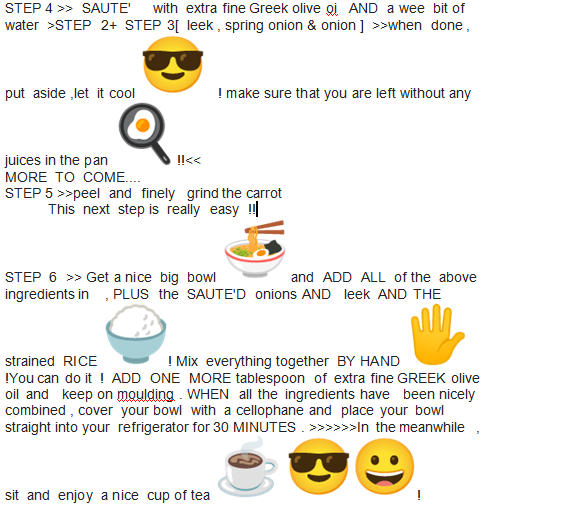 STEP 4 >> SAUTE' with extra fine Greek olive oi AND a wee bit of
water >STEP 2+ STEP 3[ leek , spring onion & onion ] >>when done ,
put aside ,let it cool 😎 ! make sure that you are left without any
juices in the pan 🍳 !!<<
MORE TO COME....
STEP 5 >>peel and finely grind the carrot
This next step is really easy !!
STEP 6 >> Get a nice big bowl 🍜 and ADD ALL of the above
ingredients in , PLUS the SAUTE'D onions AND leek AND THE
strained RICE 🍚 ! Mix everything together BY HAND 🖐
!You can do it ! ADD ONE MORE tablespoon of extra fine GREEK olive
oil and keep on moulding . WHEN all the ingredients have been nicely
combined , cover your bowl with a cellophane and place your bowl
straight into your refrigerator for 30 MINUTES . >>>>>>In the meanwhile ,
sit and enjoy a nice cup of tea ☕😎😀 !